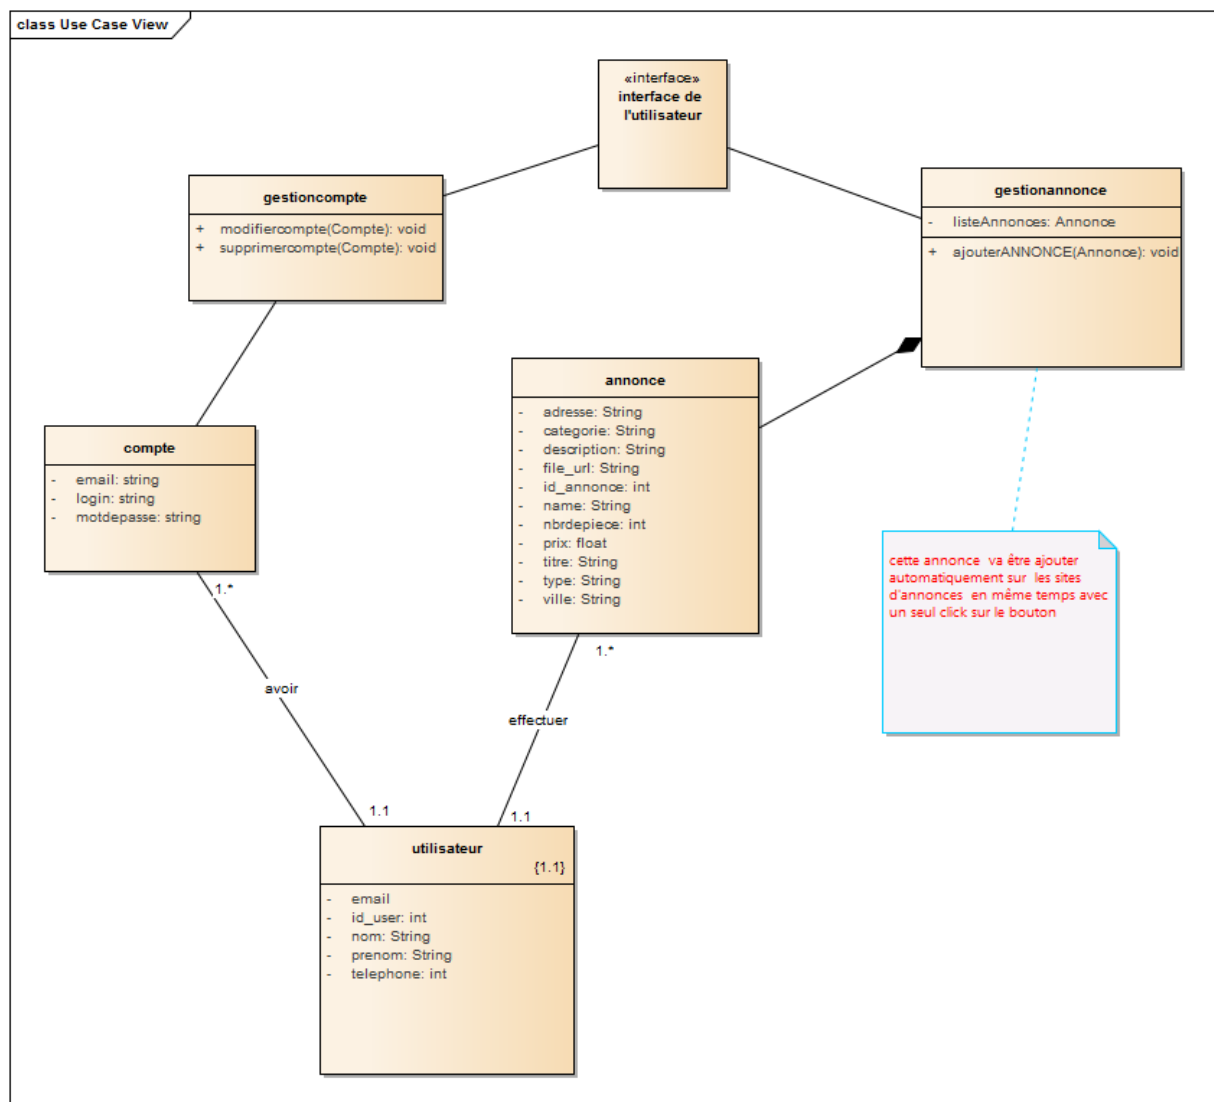 class Use Case View
«interface»
interface de
l'utilisateur
gestioncompte
+ modifiercompte(Compte): void
+ supprimercompte(Compte): void
gestionannonce
- listeAnnonces: Annonce
+ ajouterANNONCE(Annonce): void
annonce
- adresse: String
- categorie: String
- description: String
- file_url: String
- id_annonce: int
- name: String
- nbrdepiece: int
- prix: float
- titre: String
- type: String
- ville: String
compte
- email: string
- login: string
- motdepasse: string
cette annonce va être ajouter
automatiquement sur les sites
d'annonces en même temps avec
un seul click sur le bouton
1.*
1.*
avoir
effectuer
1.1
1.1
utilisateur
{1.1}
- email
- id_user: int
- nom: String
- prenom: String
- telephone: int